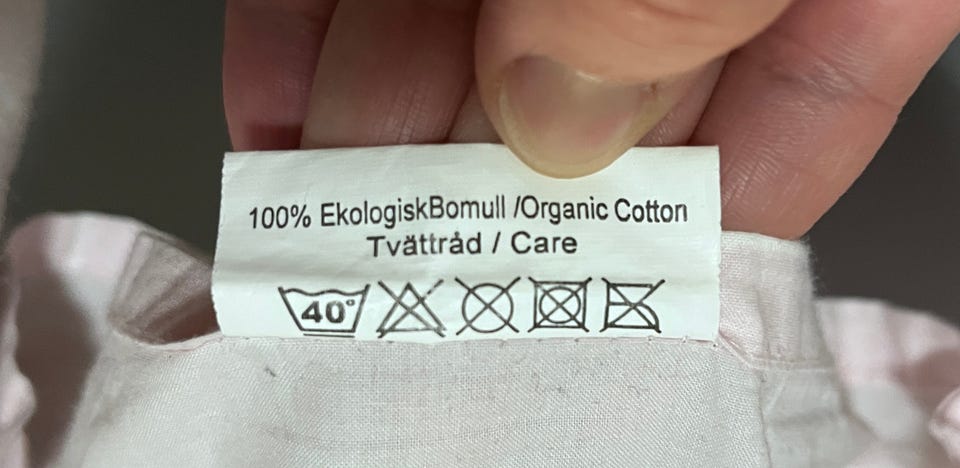 100% EkologiskBomull /Organic Cotton
Tvättråd / Care
40°